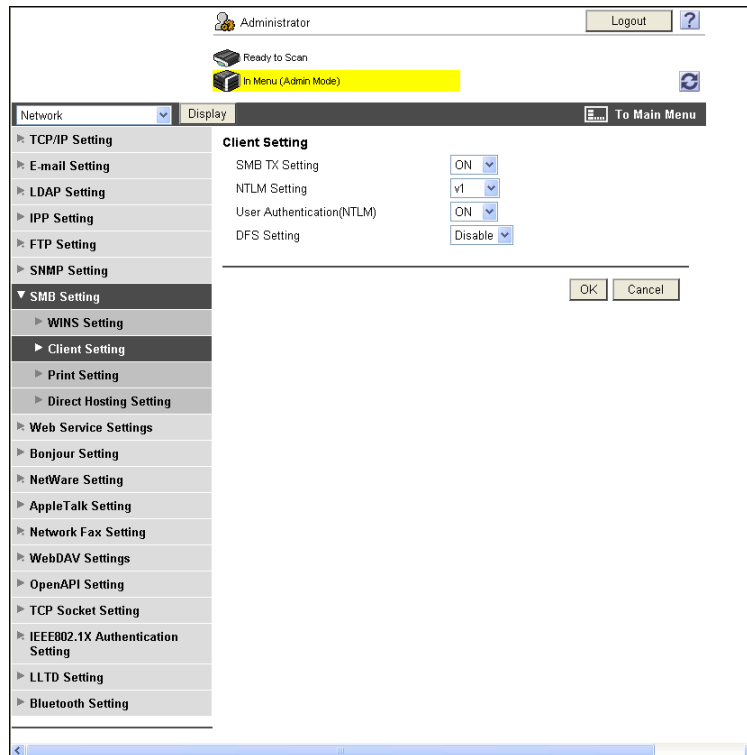 Administrator
Logout
?
Ready to Scan
In Menu (Admin Mode)
Network
Display
To Main Menu
TCP/IP Setting
E-mail Setting
LDAP Setting
IPP Setting
FTP Setting
SNMP Setting
SMB Setting
WINS Setting
Client Setting
Print Setting
Direct Hosting Setting
Web Service Settings
Bonjour Setting
NetWare Setting
AppleTalk Setting
Network Fax Setting
WebDAV Settings
OpenAPI Setting
TCP Socket Setting
IEEE802.1X Authentication
Setting
LLTD Setting
Bluetooth Setting
Client Setting
SMB TX Setting ON
NTLM Setting v1
User Authentication(NTLM) ON
DFS Setting Disable
OK Cancel